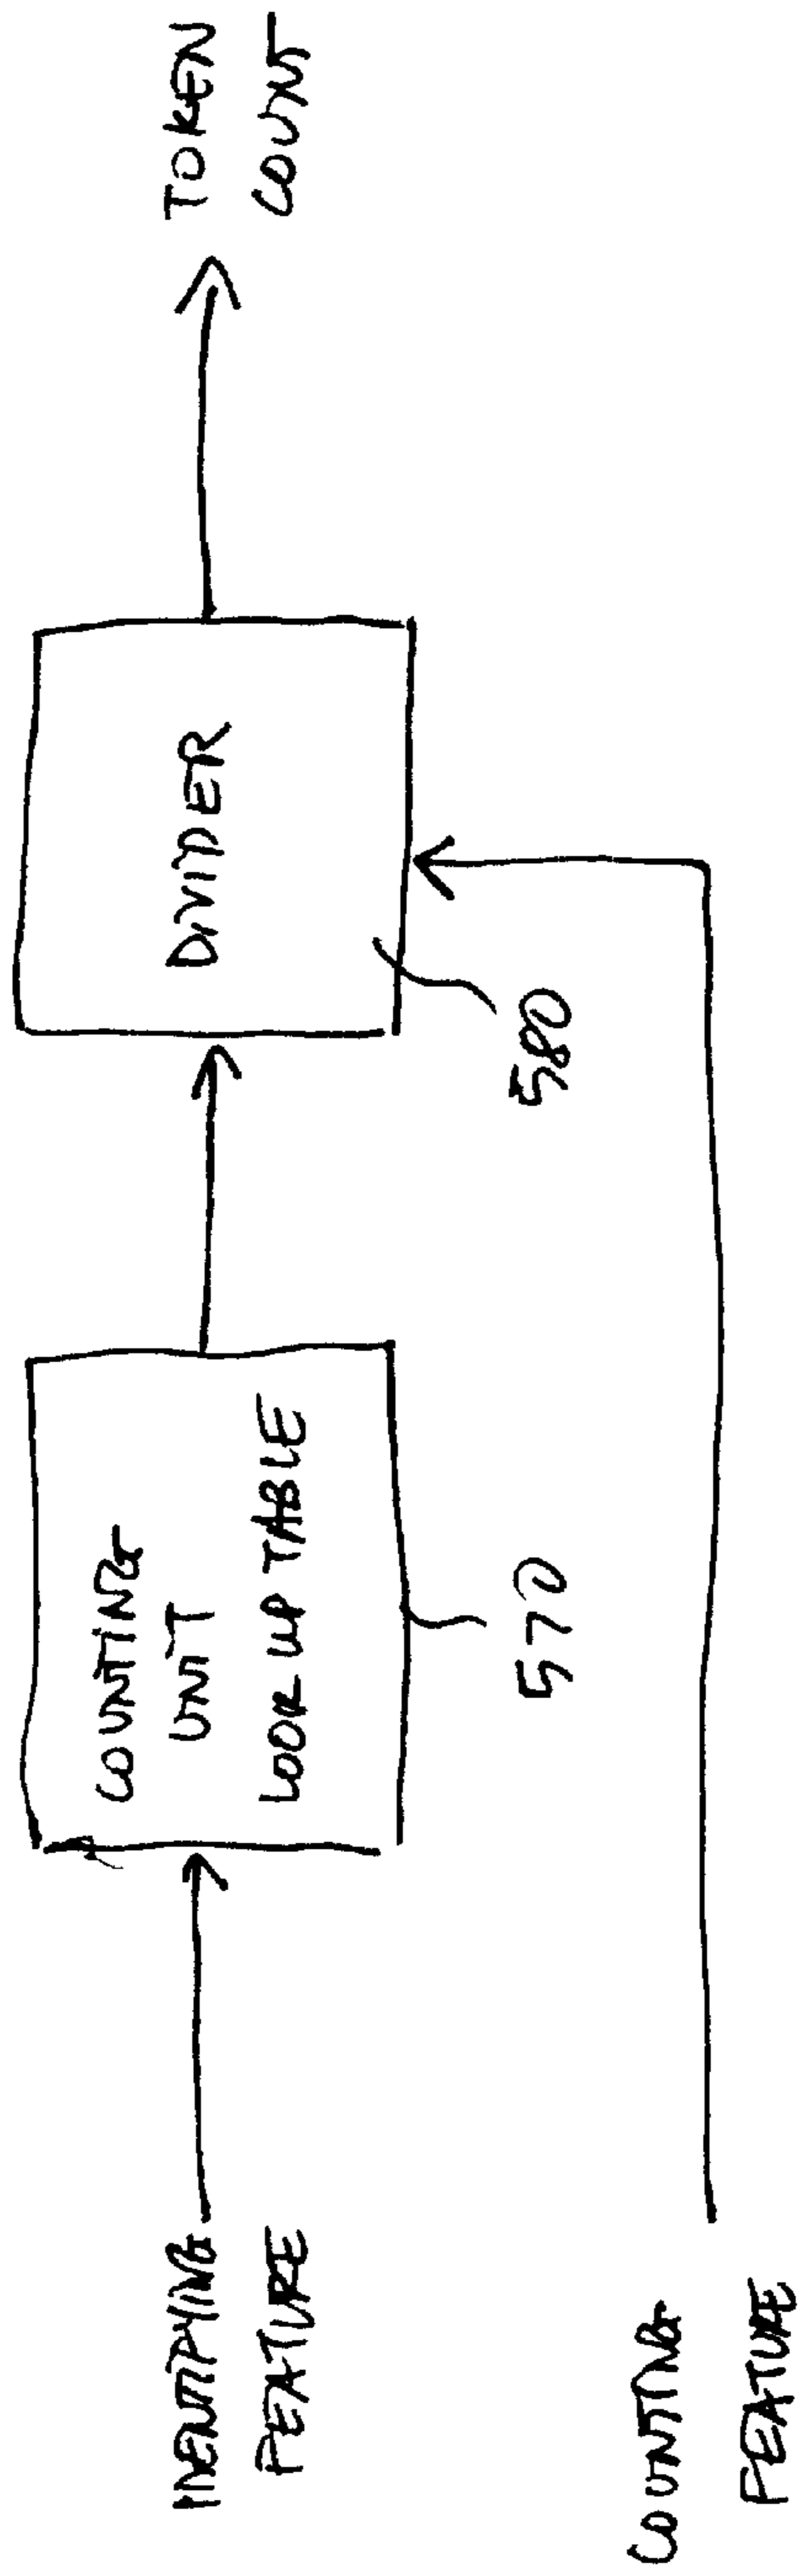 IDENTIFYING
FEATURE
COUNTING
UNIT
LOOK UP TABLE
570
DIVIDER
580
TOKEN
COUNT
COUNTING
FEATURE